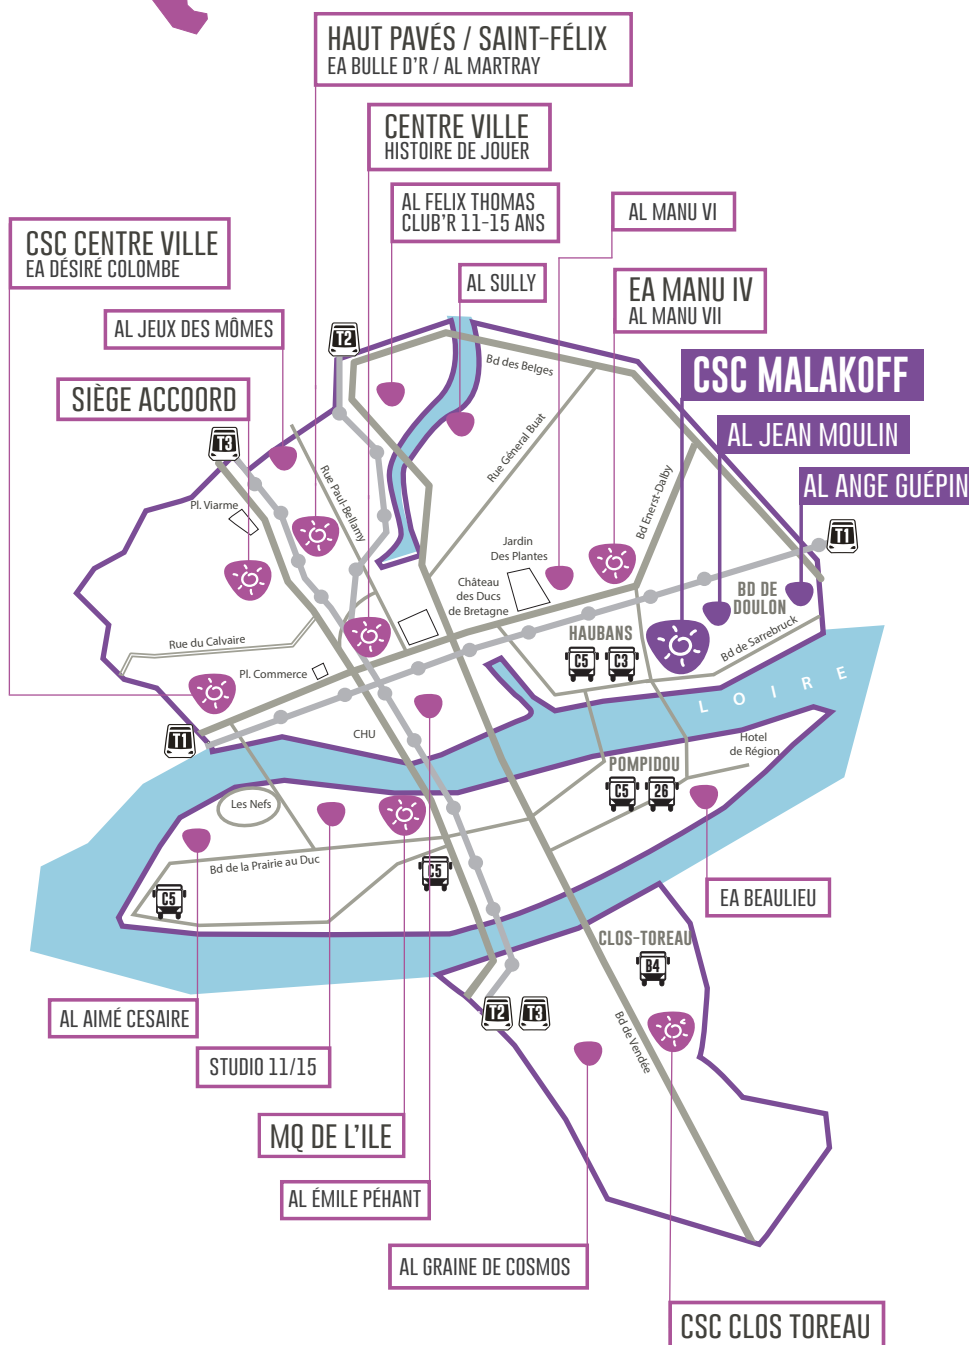 HAUT PAVÉS / SAINT-FÉLIX
EA BULLE D'R / AL MARTRAY
CENTRE VILLE
HISTOIRE DE JOUER
AL FELIX THOMAS
CLUB'R 11-15 ANS
AL MANU VI
CSC CENTRE VILLE
EA DÉSIRÉ COLOMBE
AL SULLY
EA MANU IV
AL MANU VII
AL JEUX DES MÔMES
T2
Bd des Belges
CSC MALAKOFF
SIÈGE ACCOORD
AL JEAN MOULIN
T3
Rue Géneral Buat
Rue Paul-Bellamy
AL ANGE GUÉPIN
Pl. Viarme
Bd Enerst-Dalby
T1
Jardin
Des Plantes
Château
des Ducs
de Bretagne
BD DE
DOULON
HAUBANS
C5
C3
Bd de Sarrebruck
Rue du Calvaire
Pl. Commerce
LOIRE
T1
CHU
Hotel
de Région
POMPIDOU
C5
26
Les Nefs
Bd de la Prairie au Duc
C5
C5
EA BEAULIEU
CLOS-TOREAU
B4
AL AIMÉ CESAIRE
T2
T3
Bd de Vendée
STUDIO 11/15
MQ DE L'ILE
AL ÉMILE PÉHANT
AL GRAINE DE COSMOS
CSC CLOS TOREAU